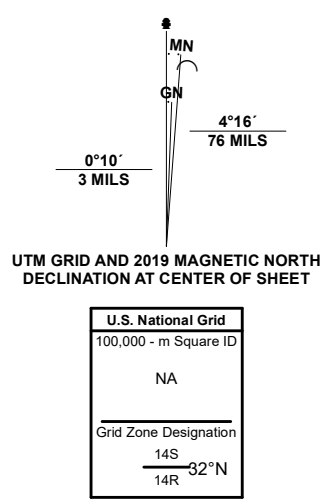 MN
GN
4°16´
76 MILS
0°10´
3 MILS
UTM GRID AND 2019 MAGNETIC NORTH
DECLINATION AT CENTER OF SHEET
U.S. National Grid
100,000 - m Square ID
NA
Grid Zone Designation
14S
32°N
14R